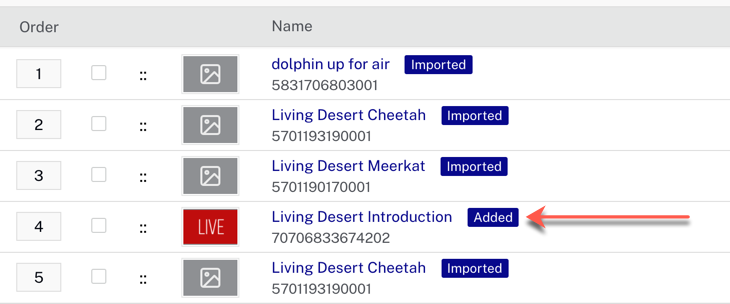 Order Name
1 dolphin up for air Imported
5831706803001
2 Living Desert Cheetah Imported
5701193190001
3 Living Desert Meerkat Imported
5701190170001
4 LIVE Living Desert Introduction Added
70706833674202
5 Living Desert Cheetah Imported
5701193190001